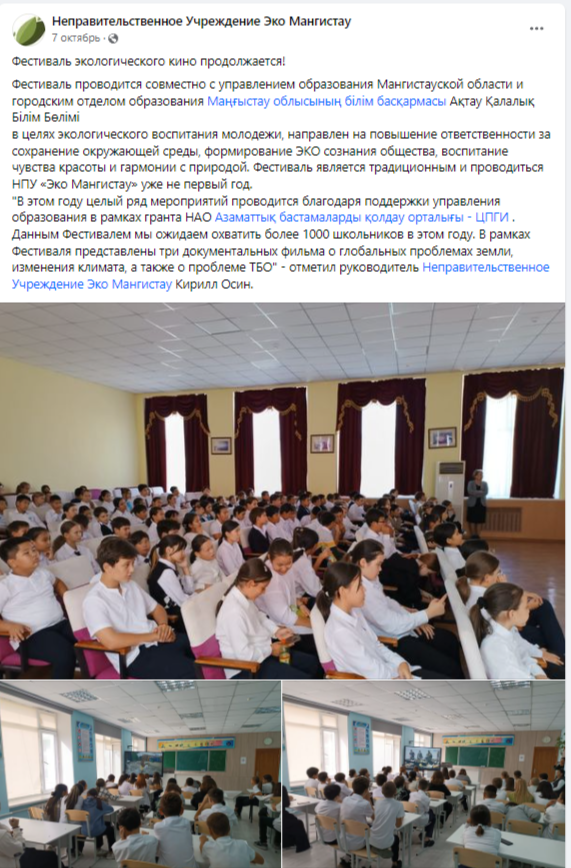 Неправительственное Учреждение Эко Мангистау
7 октябрь ·
Фестиваль экологического кино продолжается!
Фестиваль проводится совместно с управлением образования Мангистауской области и
городским отделом образования Маңғыстау облысының білім басқармасы Ақтау Қалалық
Білім Бөлімі
в целях экологического воспитания молодежи, направлен на повышение ответственности за
сохранение окружающей среды, формирование ЭКО сознания общества, воспитание
чувства красоты и гармонии с природой. Фестиваль является традиционным и проводиться
НПУ «Эко Мангистау» уже не первый год.
"В этом году целый ряд мероприятий проводится благодаря поддержки управления
образования в рамках гранта НАО Азаматтық бастамаларды қолдау орталығы - ЦПГИ .
Данным Фестивалем мы ожидаем охватить более 1000 школьников в этом году. В рамках
Фестиваля представлены три документальных фильма о глобальных проблемах земли,
изменения климата, а также о проблеме ТБО" - отметил руководитель Неправительственное
Учреждение Эко Мангистау Кирилл Осин.